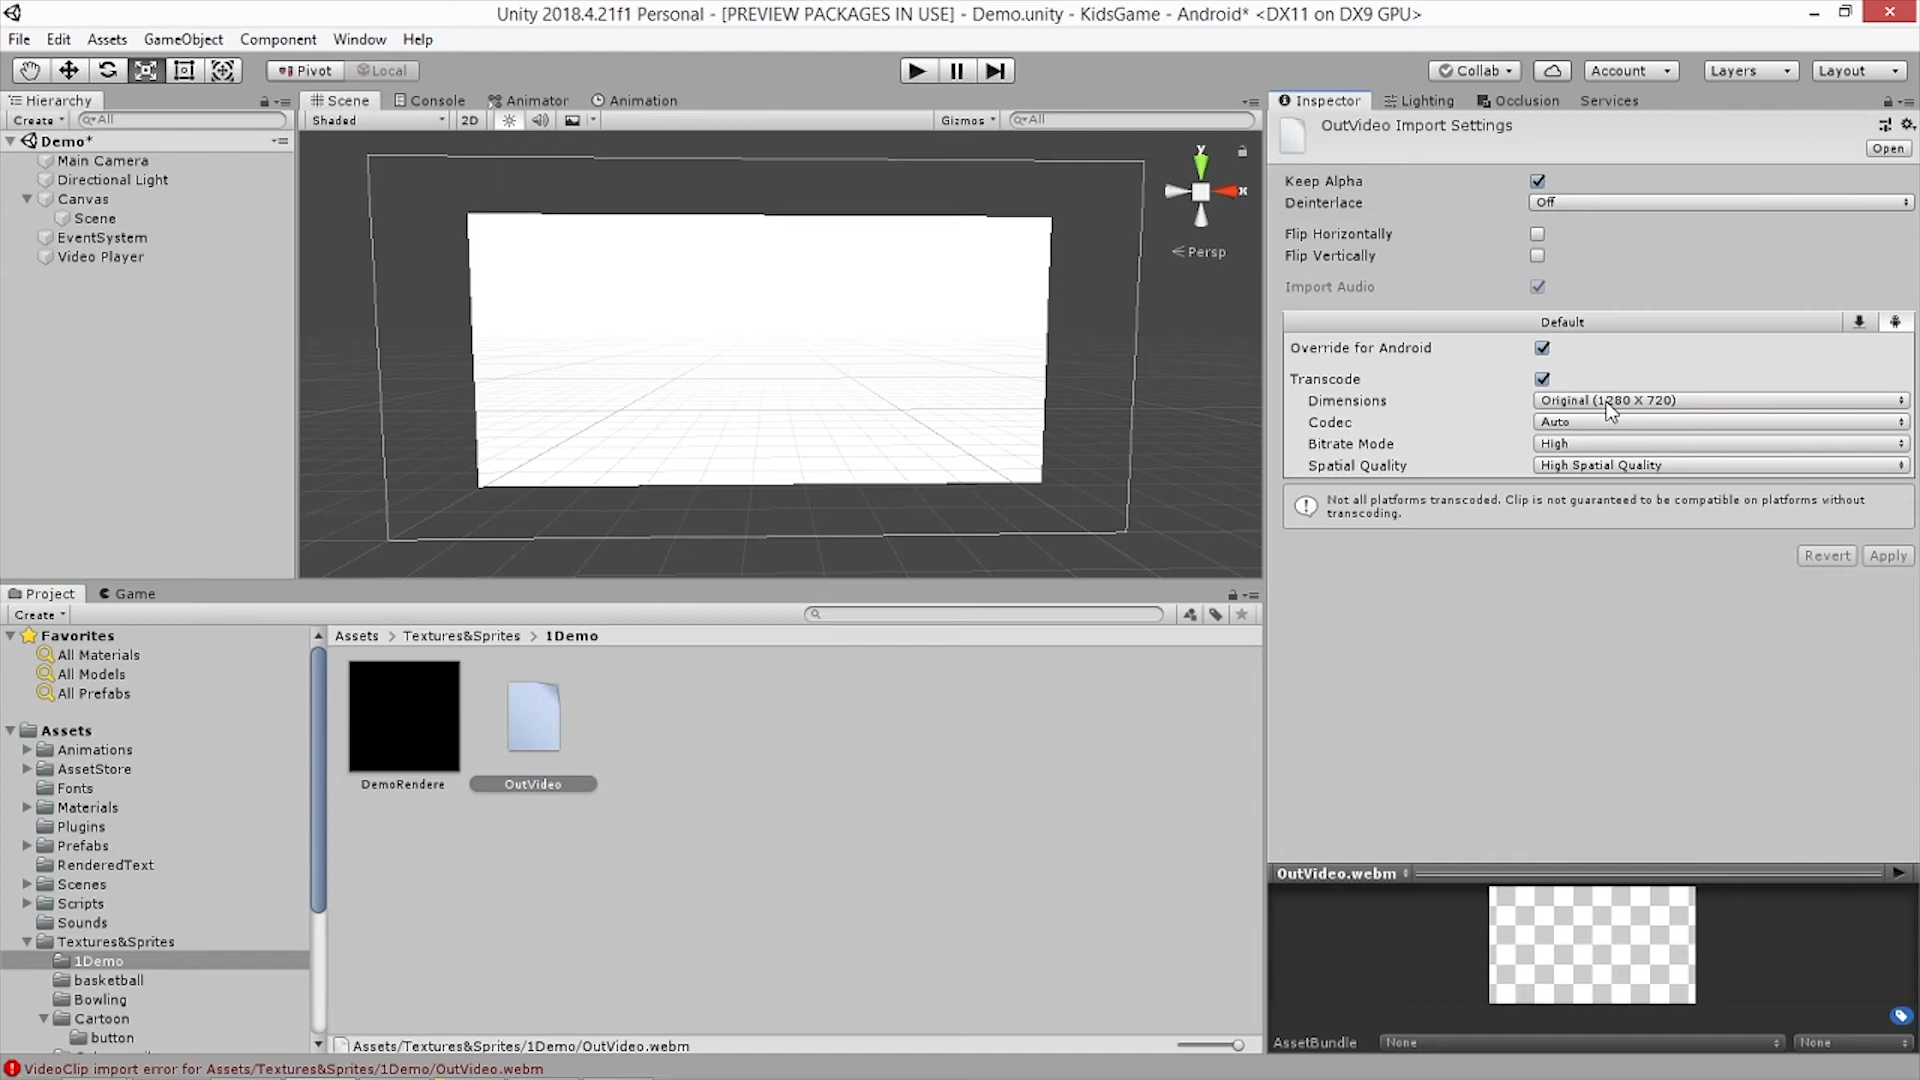 Unity 2018.4.21f1 Personal - [PREVIEW PACKAGES IN USE] - Demo.unity - KidsGame - Android* <DX11 on DX9 GPU>
File Edit Assets GameObject Component Window Help
Pivot Local Collab Account Layers Layout
Hierarchy
Create All
Demo*
Main Camera
Directional Light
Canvas
Scene
EventSystem
Video Player
Scene Console Animator Animation
Shaded 2D Gizmos All
y
x
Persp
Inspector Lighting Occlusion Services
OutVideo Import Settings
Open
Keep Alpha
Deinterlace Off
Flip Horizontally
Flip Vertically
Import Audio
Default
Override for Android
Transcode
Dimensions Original (1280 X 720)
Codec Auto
Bitrate Mode High
Spatial Quality High Spatial Quality
Not all platforms transcoded. Clip is not guaranteed to be compatible on platforms without
transcoding.
Revert Apply
Project Game
Create
Favorites
All Materials
All Models
All Prefabs
Assets
Animations
AssetStore
Fonts
Materials
Plugins
Prefabs
RenderedText
Scenes
Scripts
Sounds
Textures&Sprites
1Demo
basketball
Bowling
Cartoon
button
Assets > Textures&Sprites > 1Demo
DemoRendere OutVideo
Assets/Textures&Sprites/1Demo/OutVideo.webm
OutVideo.webm
AssetBundle None None
VideoClip import error for Assets/Textures&Sprites/1Demo/OutVideo.webm